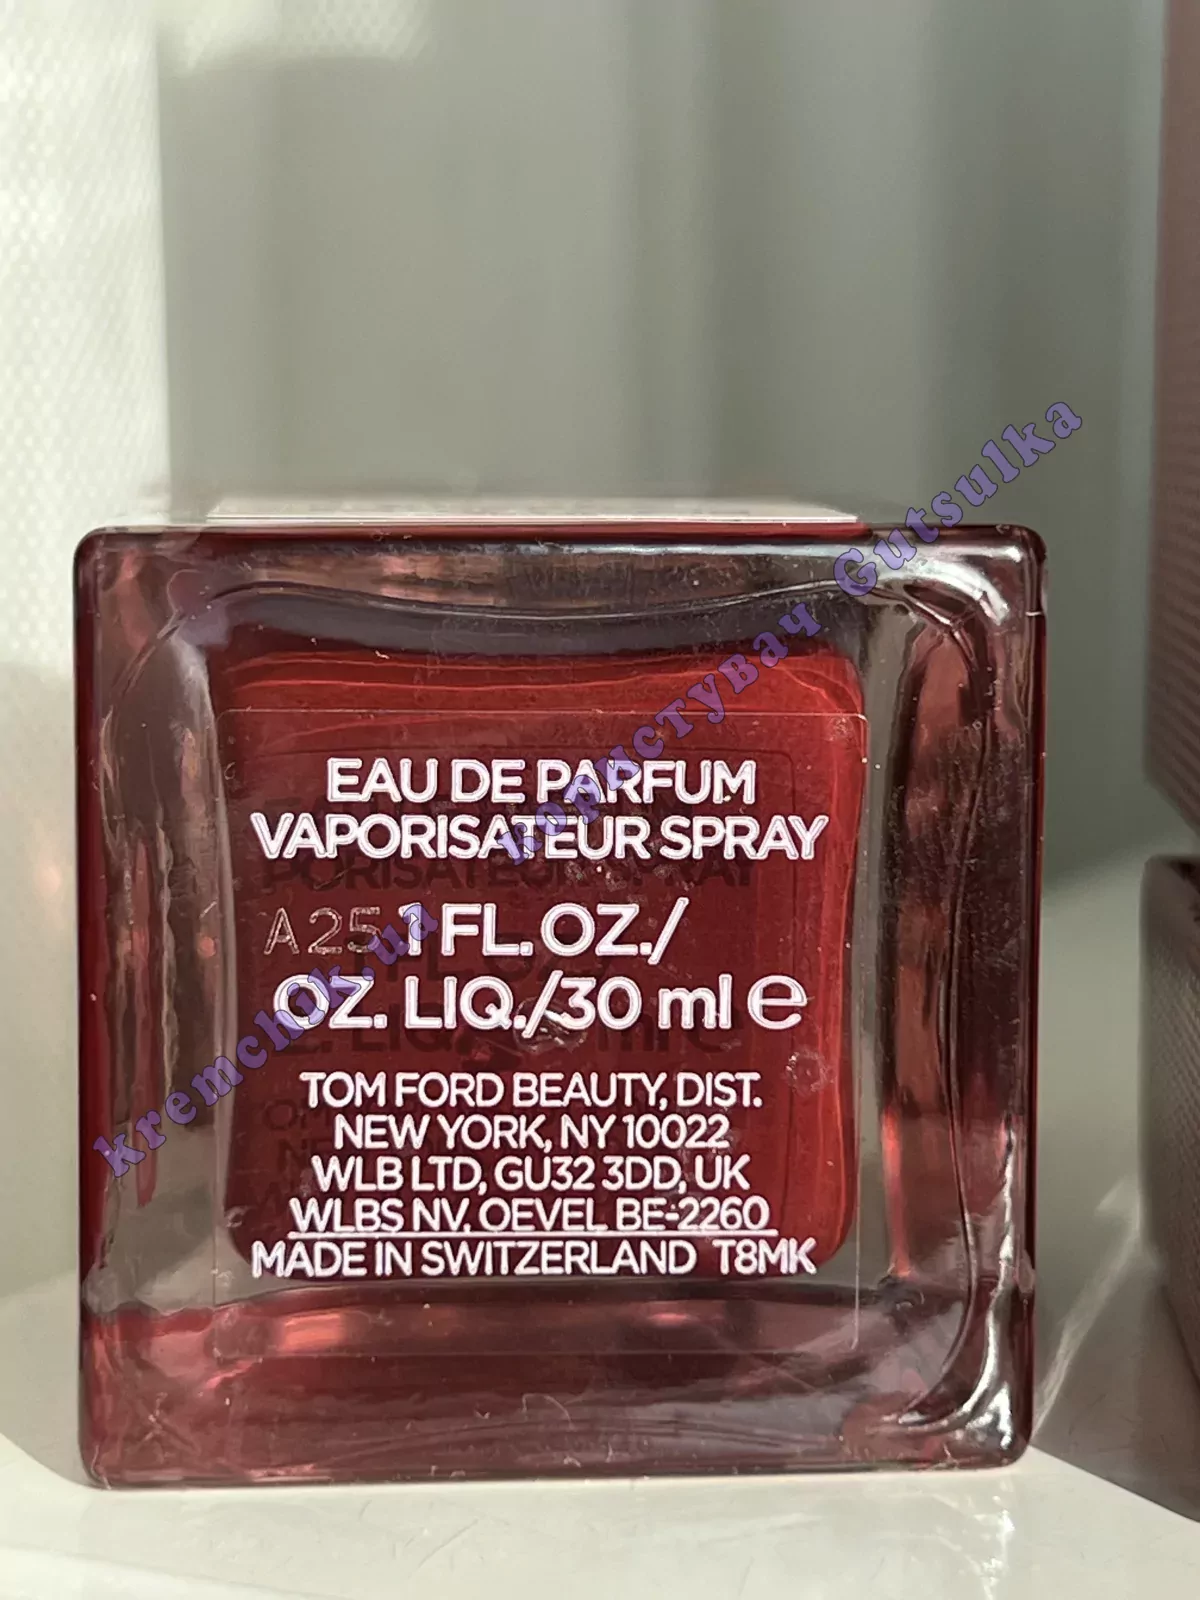 EAU DE PARFUM
VAPORISATEUR SPRAY
A25 1 FL. OZ./
OZ. LIQ./30 ml e
TOM FORD BEAUTY, DIST.
NEW YORK, NY 10022
WLB LTD, GU32 3DD, UK
WLBS NV, OEVEL BE-2260
MADE IN SWITZERLAND T8MK
kremchik.ua користувач Gutsulka